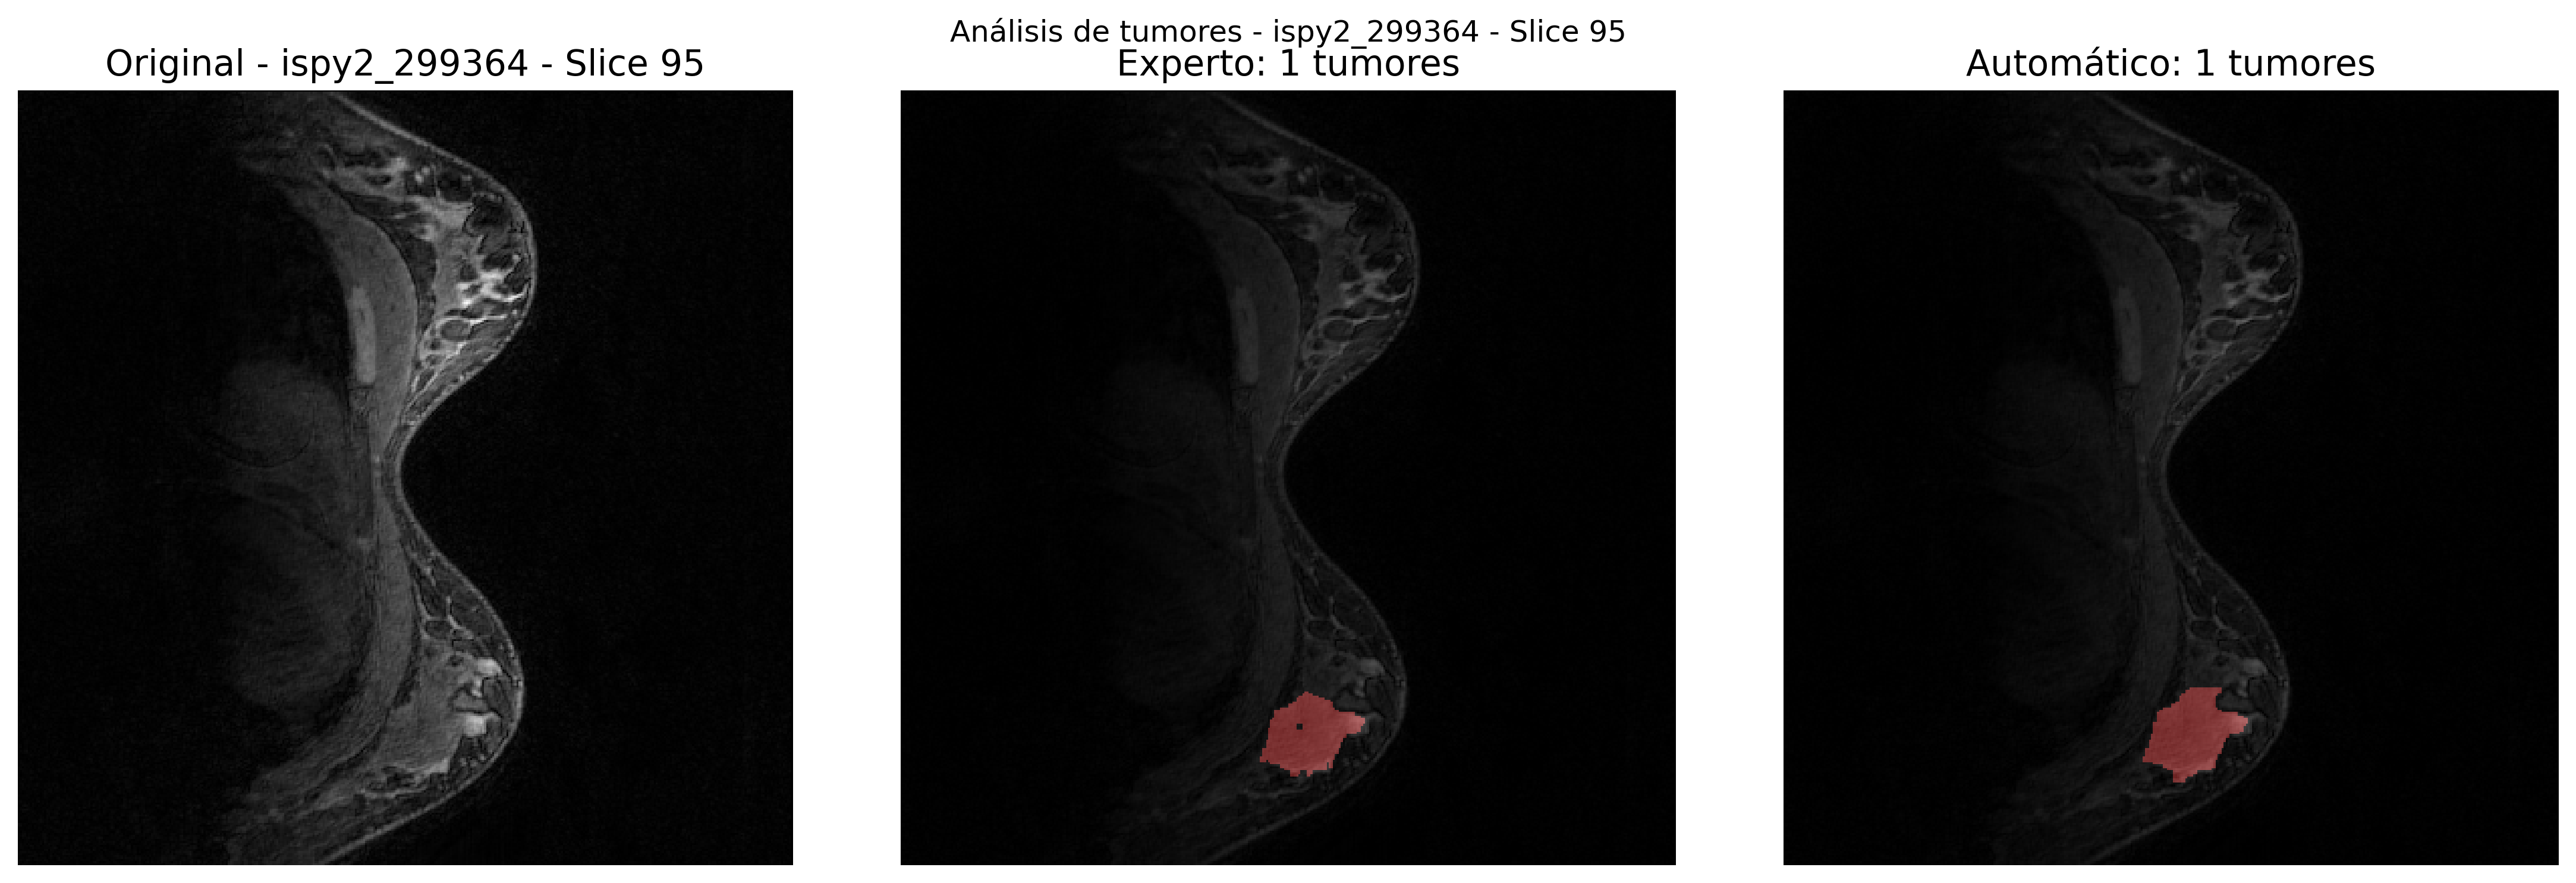 Análisis de tumores - ispy2_299364 - Slice 95
Original - ispy2_299364 - Slice 95
Experto: 1 tumores
Automático: 1 tumores